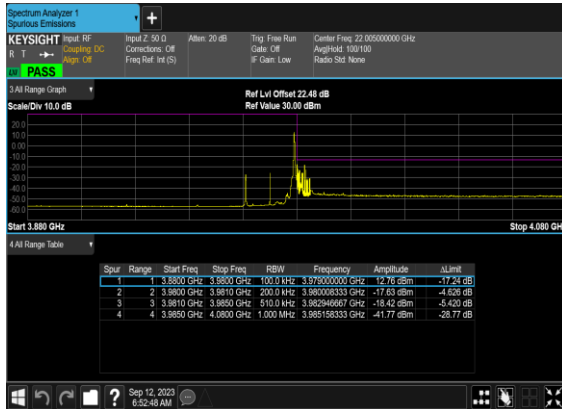 Spectrum Analyzer 1
Spurious Emissions
KEYSIGHT Input: RF Input Z: 50 Ω Atten: 20 dB Trig: Free Run Center Freq: 22.005000000 GHz
R T Coupling: DC Corrections: Off Gate: Off Avg|Hold: 100/100
Align: Off Freq Ref: Int (S) IF Gain: Low Radio Std: None
PASS
3 All Range Graph
Ref Lvl Offset 22.48 dB
Scale/Div 10.0 dB Ref Value 30.00 dBm
20.0
10.0
0.00
-10.0
-20.0
-30.0
-40.0
-50.0
-60.0
Start 3.880 GHz Stop 4.080 GH
4 All Range Table
Spur Range Start Freq Stop Freq RBW Frequency Amplitude ΔLimit
1 1 3.8800 GHz 3.9800 GHz 100.0 kHz 3.979000000 GHz 12.76 dBm -17.24 dB
2 2 3.9800 GHz 3.9810 GHz 200.0 kHz 3.980008333 GHz -17.63 dBm -4.626 dB
3 3 3.9810 GHz 3.9850 GHz 510.0 kHz 3.982946667 GHz -18.42 dBm -5.420 dB
4 4 3.9850 GHz 4.0800 GHz 1.000 MHz 3.985158333 GHz -41.77 dBm -28.77 dB
Sep 12, 2023
6:52:48 AM